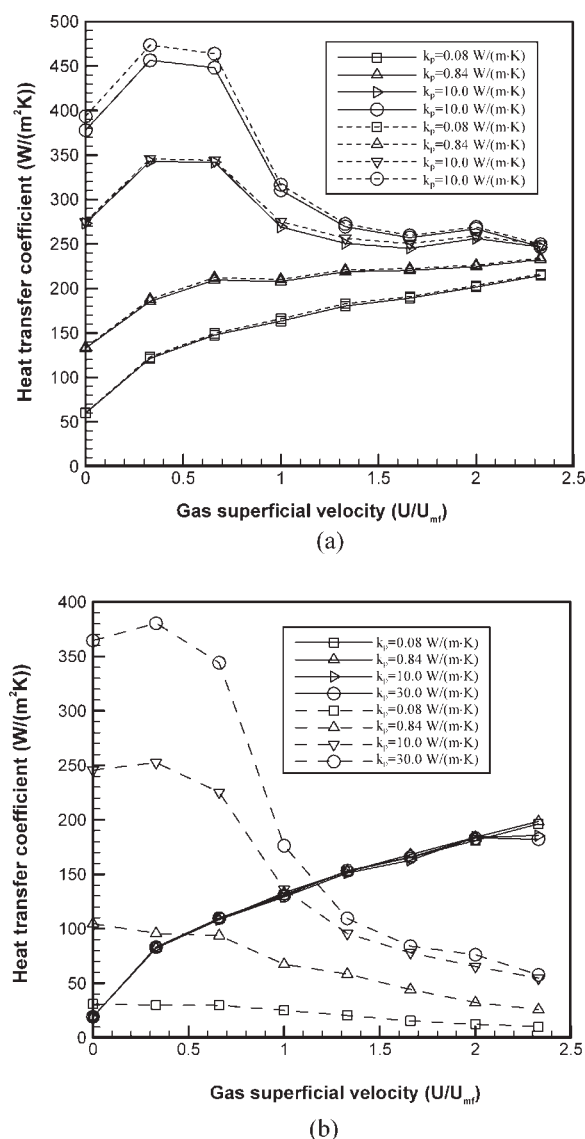 500
450
400
350
300
250
200
150
100
50
0
Heat transfer coefficient (W/(m²K))
kₚ=0.08 W/(m·K)
kₚ=0.84 W/(m·K)
kₚ=10.0 W/(m·K)
kₚ=10.0 W/(m·K)
kₚ=0.08 W/(m·K)
kₚ=0.84 W/(m·K)
kₚ=10.0 W/(m·K)
kₚ=10.0 W/(m·K)
0 0.5 1 1.5 2 2.5
Gas superficial velocity (U/Umf)
(a)
400
350
300
250
200
150
100
50
0
Heat transfer coefficient (W/(m²K))
kₚ=0.08 W/(m·K)
kₚ=0.84 W/(m·K)
kₚ=10.0 W/(m·K)
kₚ=30.0 W/(m·K)
kₚ=0.08 W/(m·K)
kₚ=0.84 W/(m·K)
kₚ=10.0 W/(m·K)
kₚ=30.0 W/(m·K)
0 0.5 1 1.5 2 2.5
Gas superficial velocity (U/Umf)
(b)